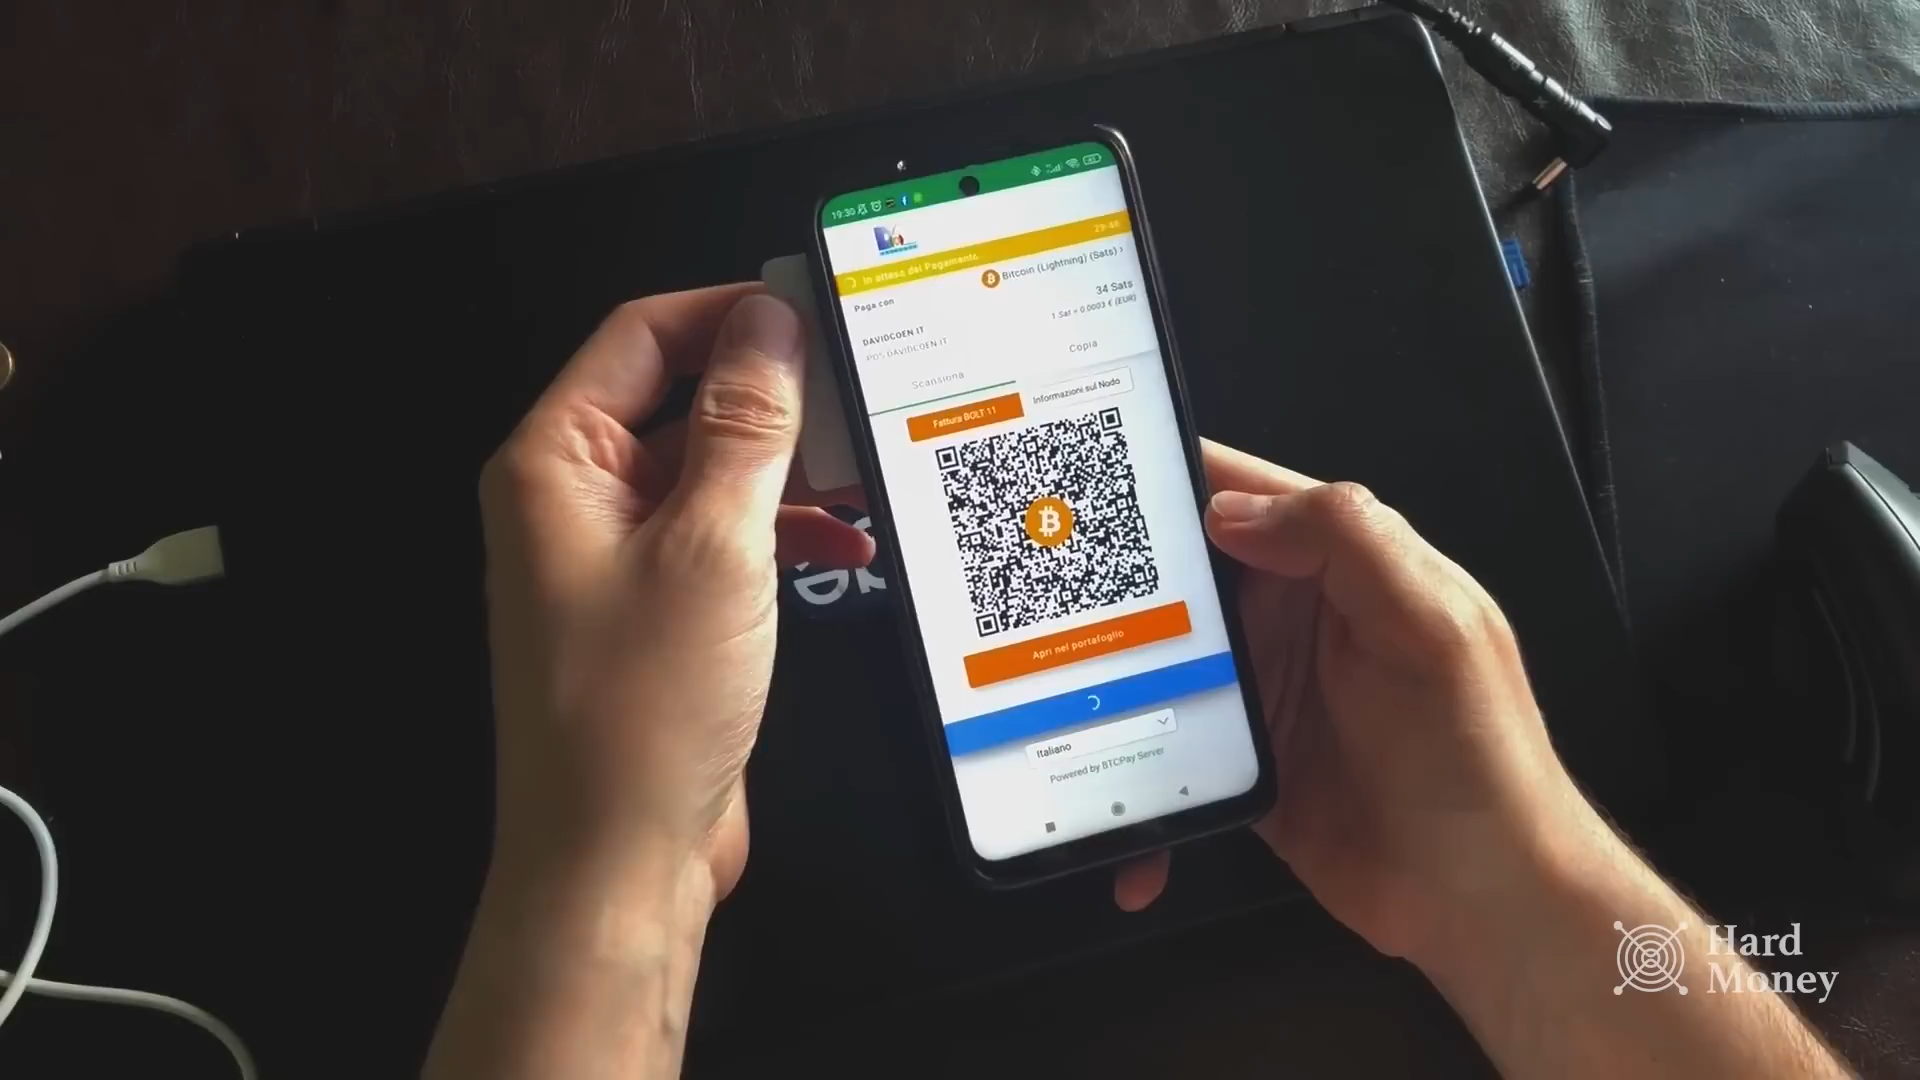 19:30
In attesa del Pagamento
29:46
Paga con
Bitcoin (Lightning) (Sats) ›
34 Sats
1 Sat = 0.0003 € (EUR)
DAVIDCOEN.IT
POS DAVIDCOEN.IT
Scansiona
Copia
Fattura BOLT 11
Informazioni sul Nodo
Apri nel portafoglio
Italiano
Powered by BTCPay Server
Hard
Money